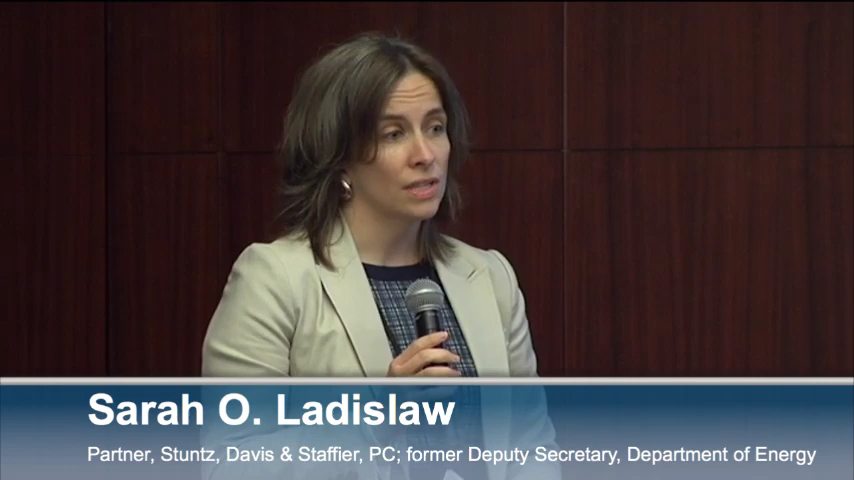 Sarah O. Ladislaw
Partner, Stuntz, Davis & Staffier, PC; former Deputy Secretary, Department of Energy